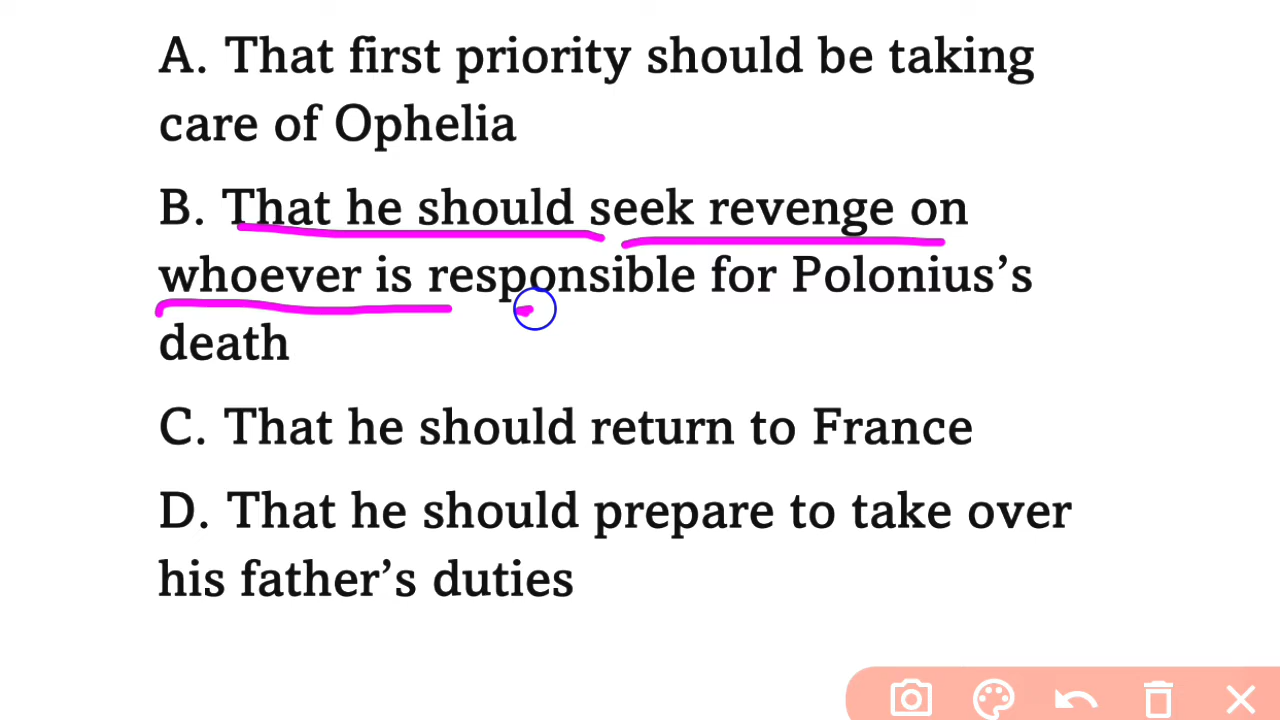 A. That first priority should be taking
care of Ophelia
B. That he should seek revenge on
whoever is responsible for Polonius’s
death
C. That he should return to France
D. That he should prepare to take over
his father’s duties